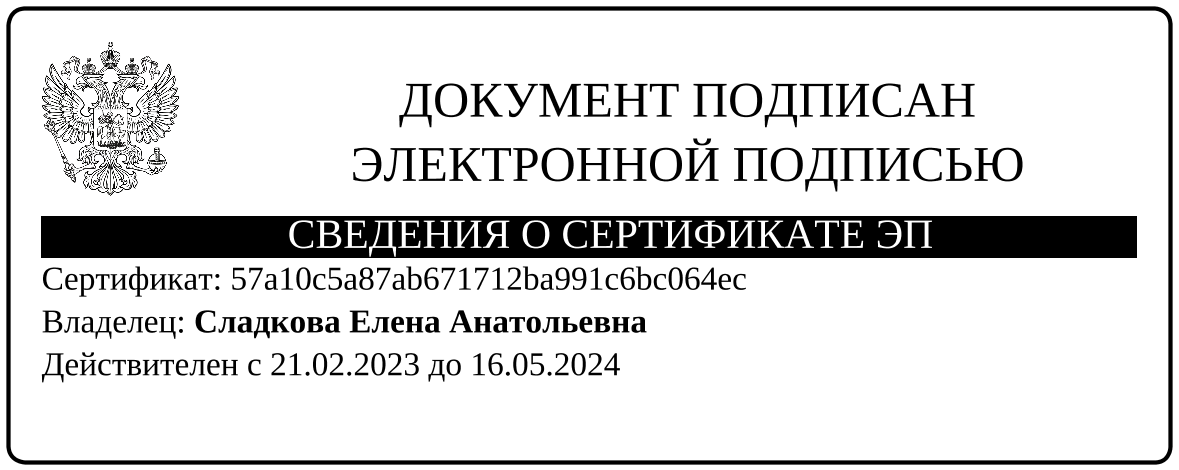 ДОКУМЕНТ ПОДПИСАН
ЭЛЕКТРОННОЙ ПОДПИСЬЮ
СВЕДЕНИЯ О СЕРТИФИКАТЕ ЭП
Сертификат: 57a10c5a87ab671712ba991c6bc064ec
Владелец: Сладкова Елена Анатольевна
Действителен с 21.02.2023 до 16.05.2024